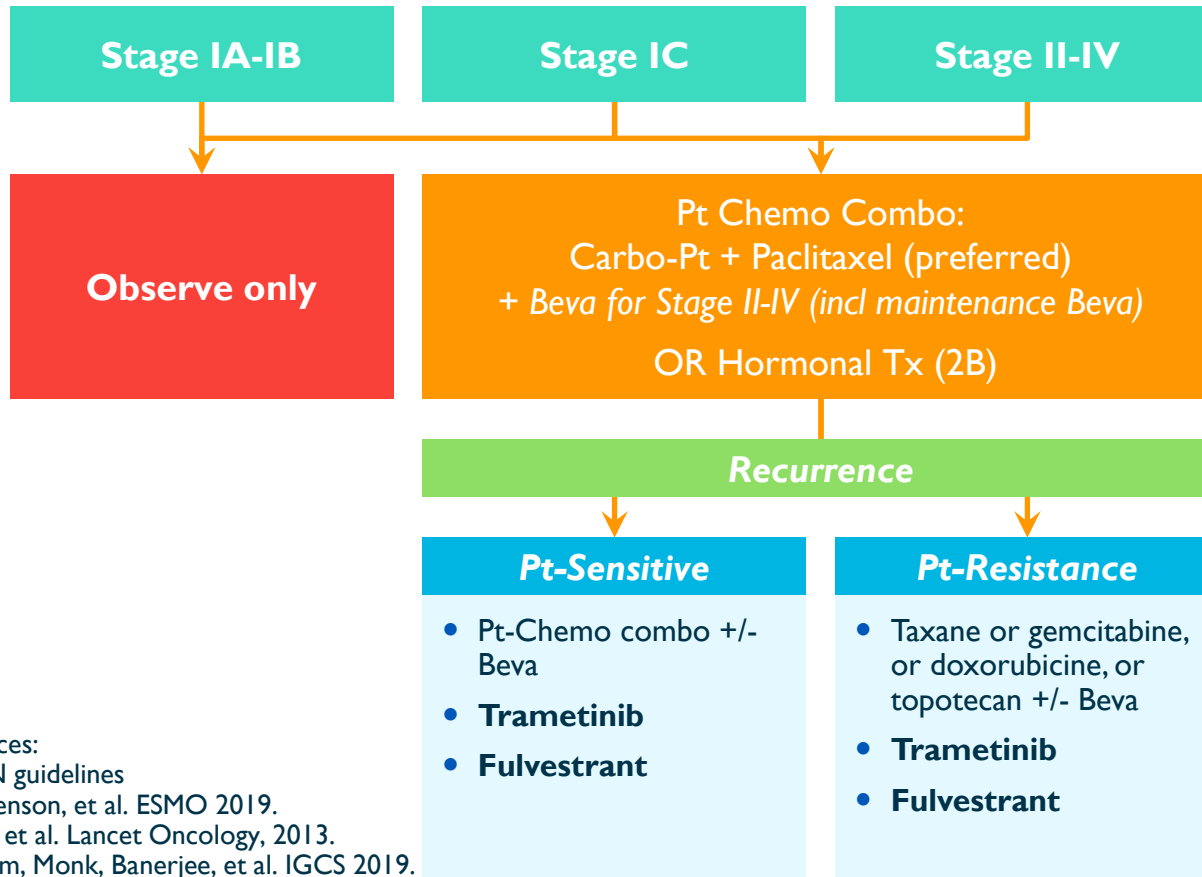 Stage IA-IB
Stage IC
Stage II-IV
Observe only
Pt Chemo Combo:
Carbo-Pt + Paclitaxel (preferred)
+ Beva for Stage II-IV (incl maintenance Beva)
OR Hormonal Tx (2B)
Recurrence
Pt-Sensitive
• Pt-Chemo combo +/-
Beva
• Trametinib
• Fulvestrant
Pt-Resistance
• Taxane or gemcitabine,
or doxorubicine, or
topotecan +/- Beva
• Trametinib
• Fulvestrant
ces:
guidelines
enson, et al. ESMO 2019.
et al. Lancet Oncology, 2013.
m, Monk, Banerjee, et al. IGCS 2019.